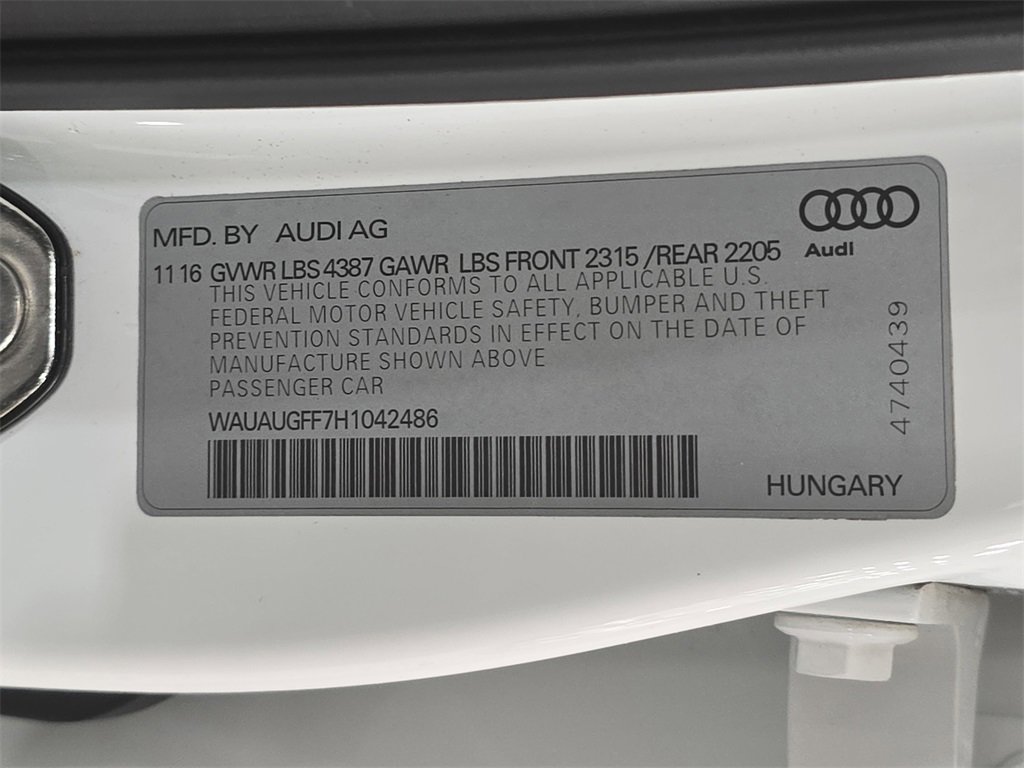 MFD. BY AUDI AG
Audi
1116 GVWR LBS 4387 GAWR LBS FRONT 2315 /REAR 2205
THIS VEHICLE CONFORMS TO ALL APPLICABLE U.S.
FEDERAL MOTOR VEHICLE SAFETY, BUMPER AND THEFT
PREVENTION STANDARDS IN EFFECT ON THE DATE OF
MANUFACTURE SHOWN ABOVE
PASSENGER CAR
WAUAUGFF7H1042486
4740439
HUNGARY